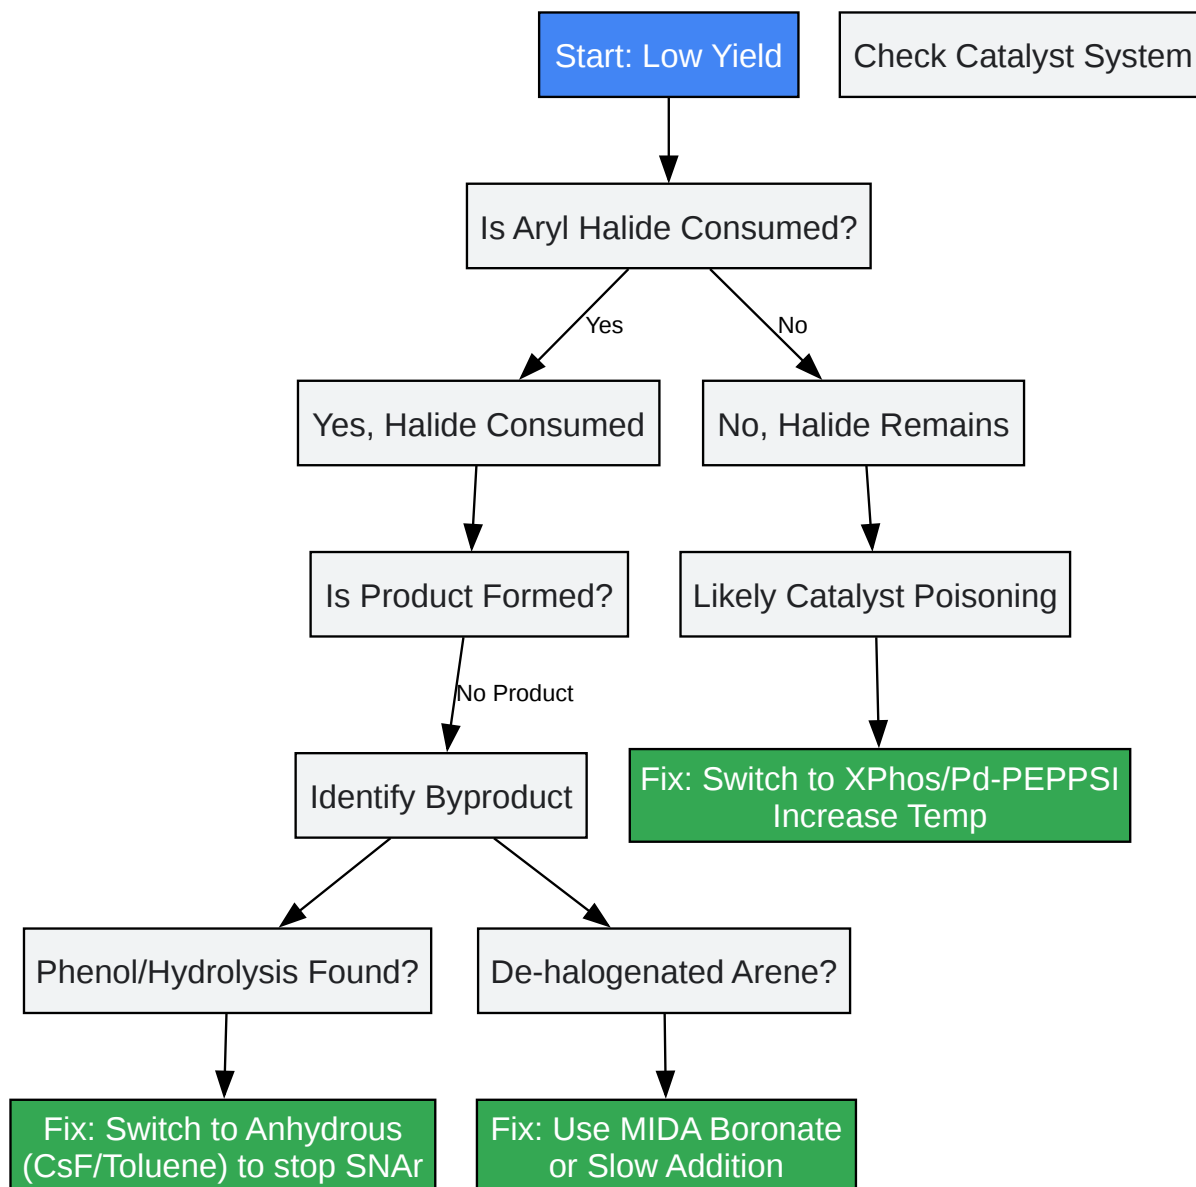 Start: Low Yield
Check Catalyst System
Is Aryl Halide Consumed?
Yes
No
Yes, Halide Consumed
No, Halide Remains
Is Product Formed?
Likely Catalyst Poisoning
No Product
Identify Byproduct
Fix: Switch to XPhos/Pd-PEPPSI
Increase Temp
Phenol/Hydrolysis Found?
De-halogenated Arene?
Fix: Switch to Anhydrous
(CsF/Toluene) to stop SNAr
Fix: Use MIDA Boronate
or Slow Addition